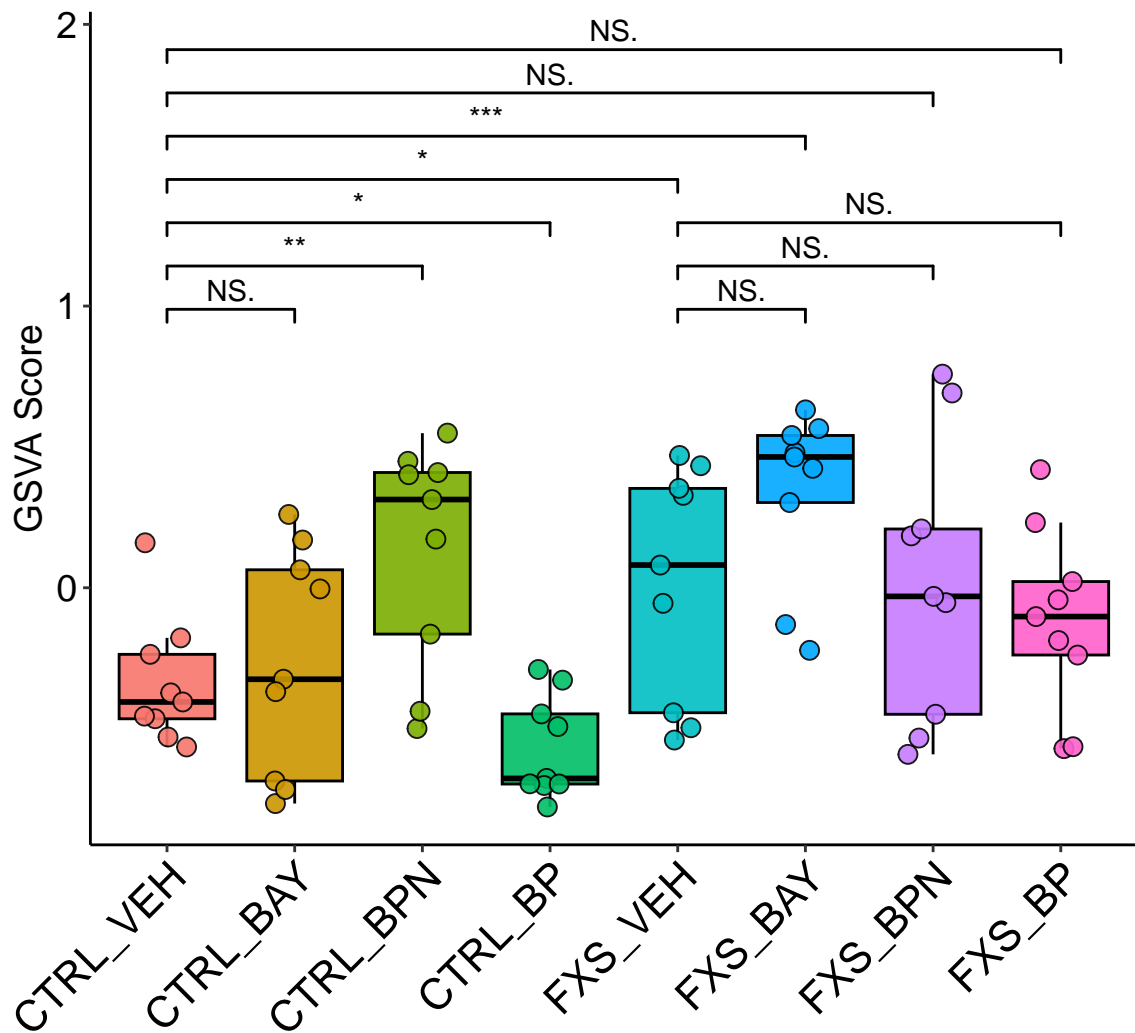 2
NS.
NS.
***
*
*
NS.
**
NS.
NS.
NS.
1
0
GSVA Score
CTRL_VEH
CTRL_BAY
CTRL_BPN
CTRL_BP
FXS_VEH
FXS_BAY
FXS_BPN
FXS_BP